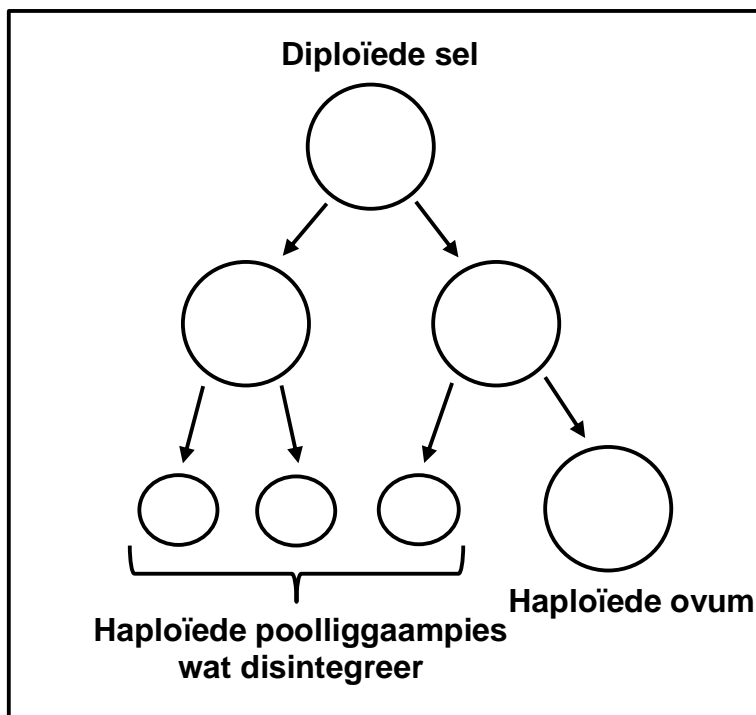 Diploïede sel
Haploïede ovum
Haploïede poolliggaampies
wat disintegreer